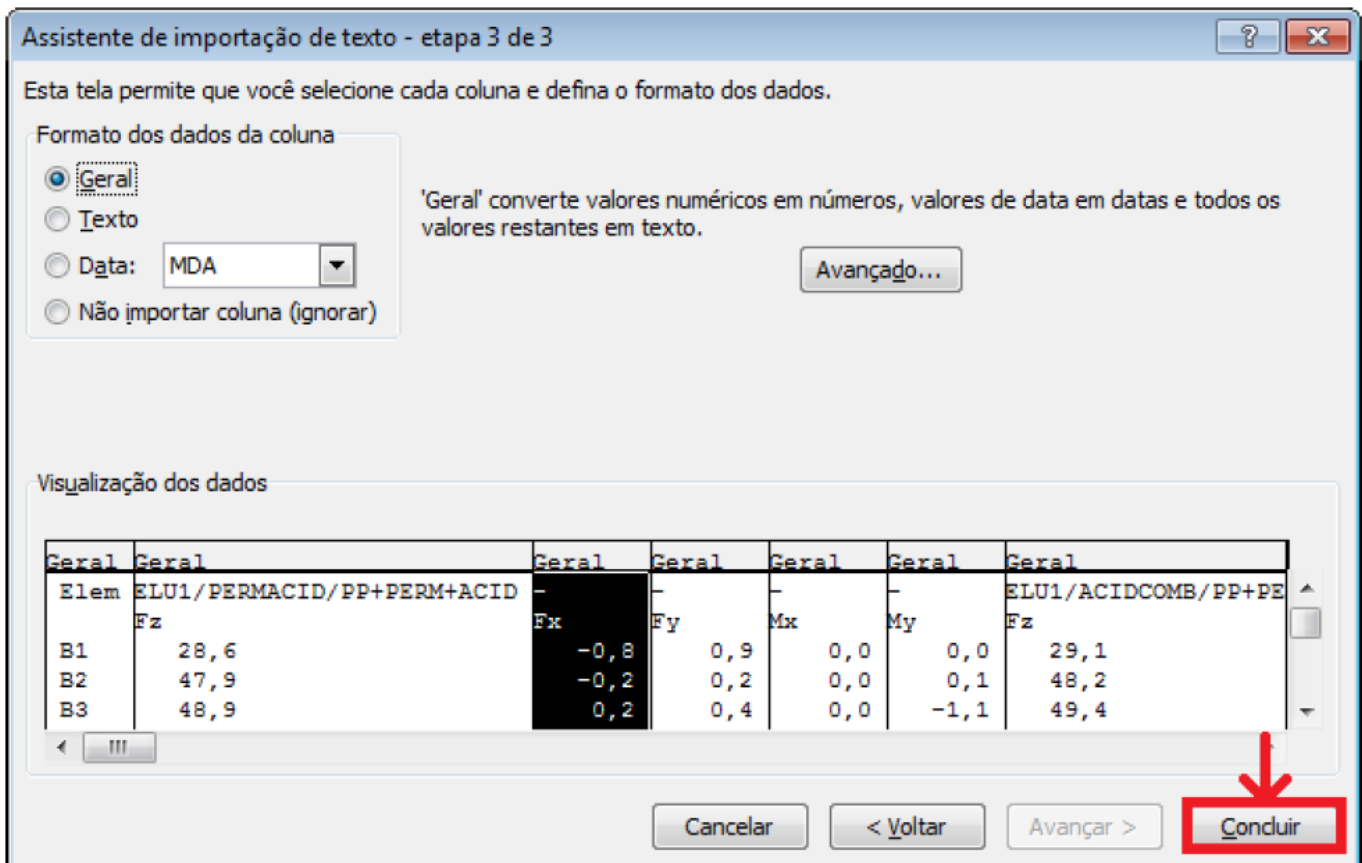 Assistente de importação de texto - etapa 3 de 3
Esta tela permite que você selecione cada coluna e defina o formato dos dados.
Formato dos dados da coluna
Geral
Texto
Data: MDA
Não importar coluna (ignorar)
'Geral' converte valores numéricos em números, valores de data em datas e todos os
valores restantes em texto.
Avançado...
Visualização dos dados
Geral Geral Geral Geral Geral Geral Geral
Elem ELU1/PERMACID/PP+PERM+ACID - - - - ELU1/ACIDCOMB/PP+PE
Fz Fx Fy Mx My Fz
B1 28,6 -0,8 0,9 0,0 0,0 29,1
B2 47,9 -0,2 0,2 0,0 0,1 48,2
B3 48,9 0,2 0,4 0,0 -1,1 49,4
Cancelar < Voltar Avançar > Concluir